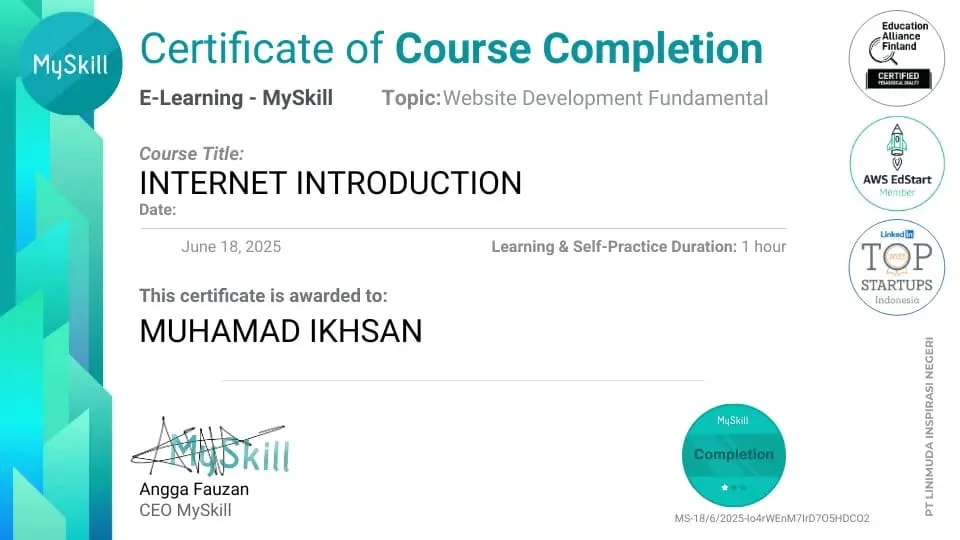 MySkill
Certificate of Course Completion
E-Learning - MySkill Topic:Website Development Fundamental
Course Title:
INTERNET INTRODUCTION
Date:
June 18, 2025 Learning & Self-Practice Duration: 1 hour
This certificate is awarded to:
MUHAMAD IKHSAN
MySkill
Angga Fauzan
CEO MySkill
MySkill
Completion
MS-18/6/2025-Io4rWEnM7IrD7O5HDCO2
Education
Alliance
Finland
CERTIFIED
PEDAGOGICAL QUALITY
AWS EdStart
Member
LinkedIn
TOP
2023
STARTUPS
Indonesia
PT LINIMUDA INSPIRASI NEGERI